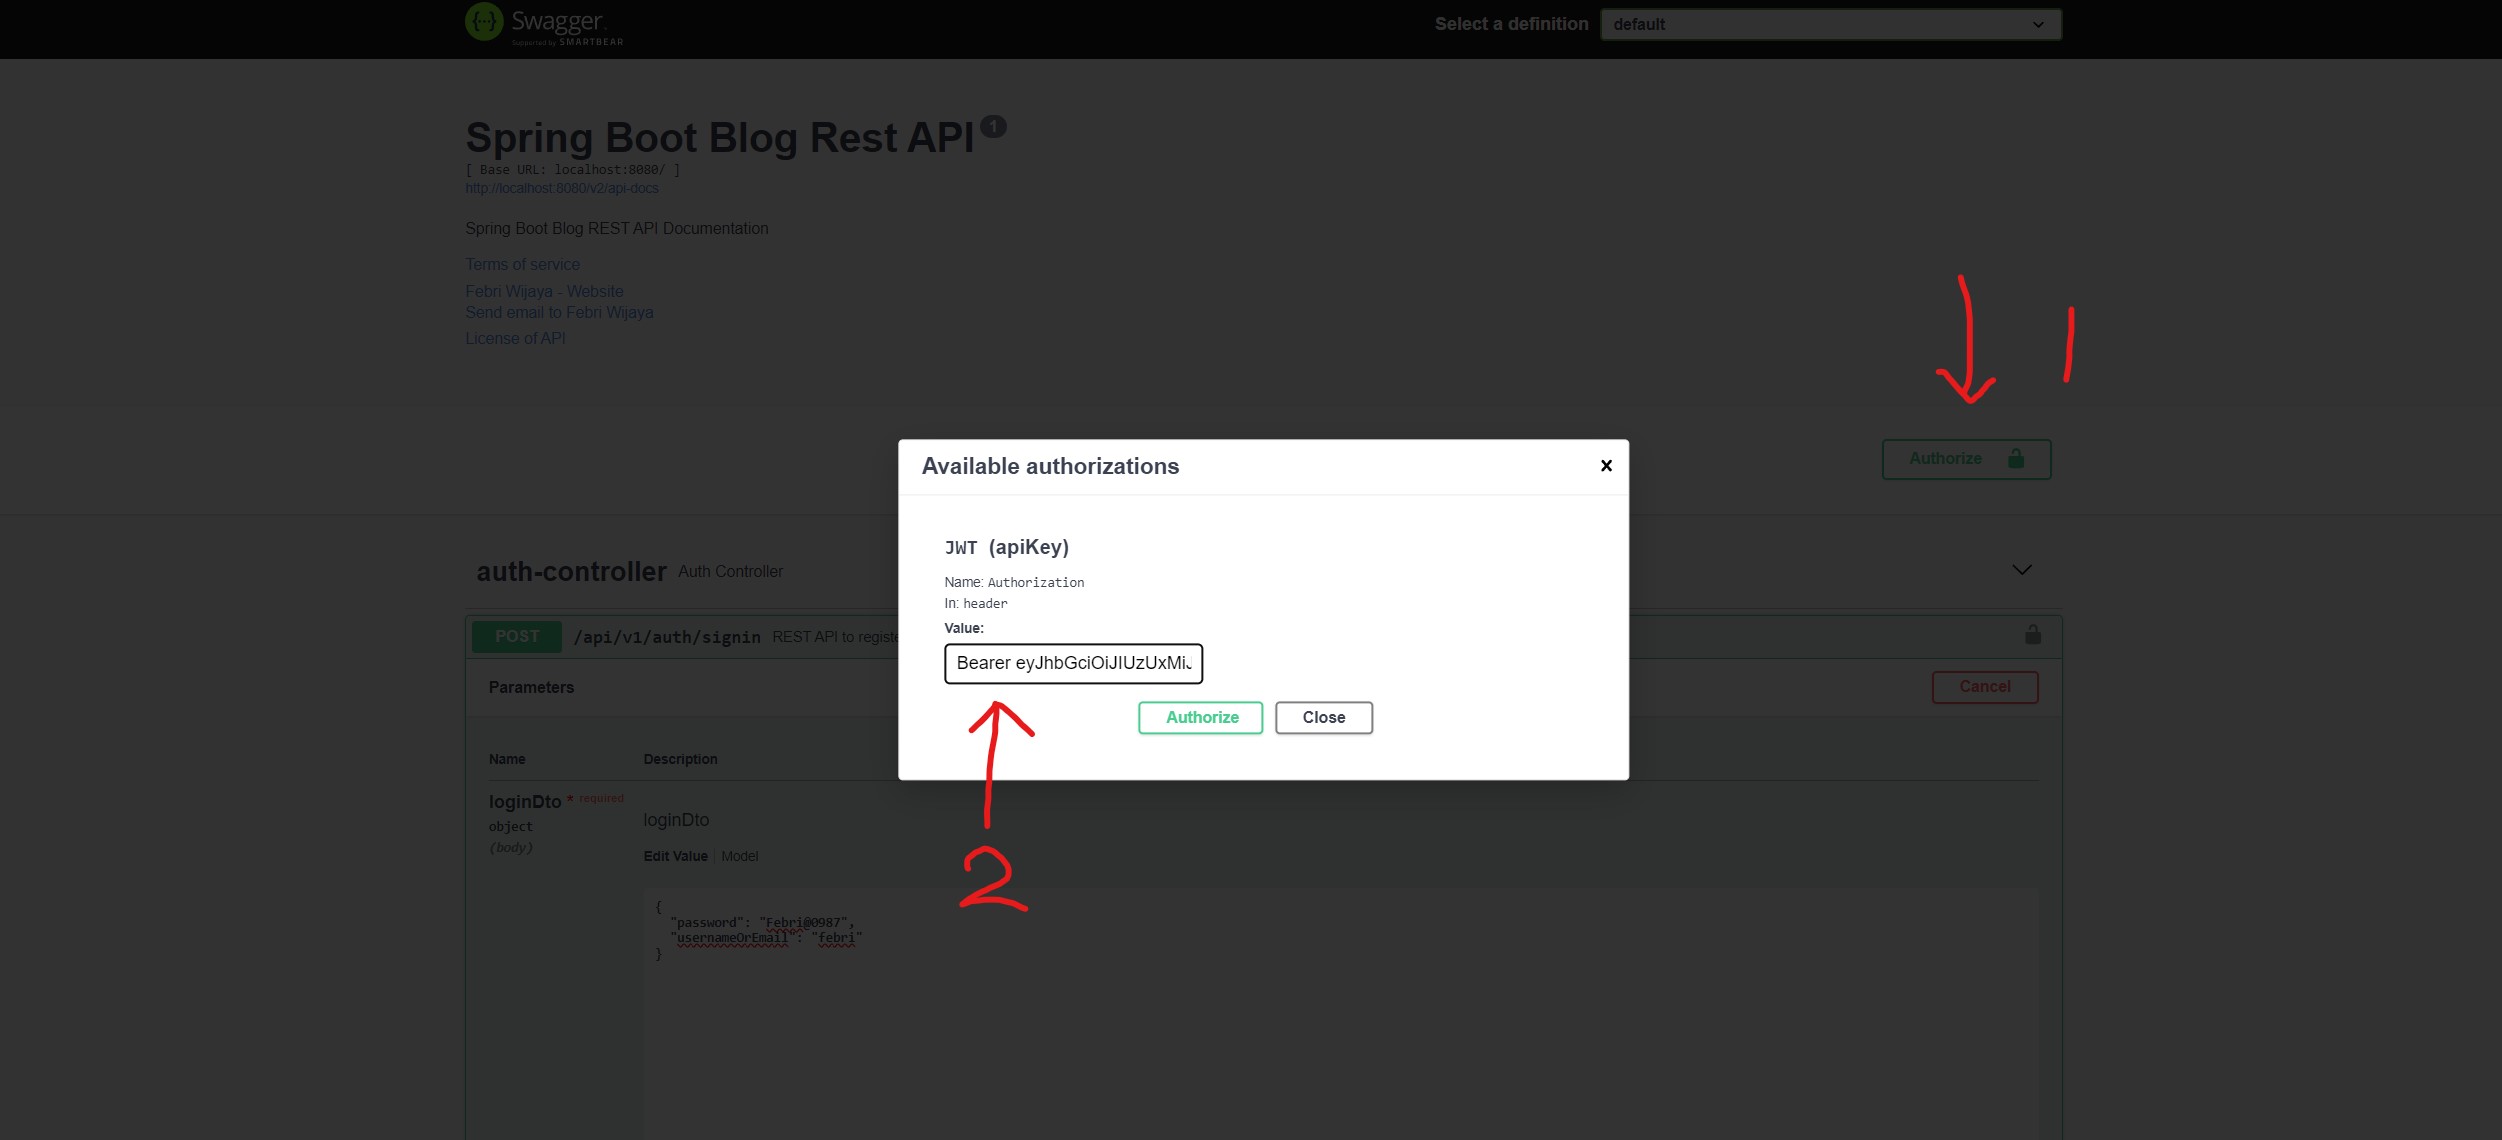 Swagger.
Supported by SMARTBEAR
Select a definition
default
Spring Boot Blog Rest API 1
[ Base URL: localhost:8080/ ]
http://localhost:8080/v2/api-docs
Spring Boot Blog REST API Documentation
Terms of service
Febri Wijaya - Website
Send email to Febri Wijaya
License of API
1
Authorize
Available authorizations
JWT (apiKey)
Name: Authorization
In: header
Value:
Bearer eyJhbGciOiJIUzUxMiJ
Authorize
Close
2
auth-controller Auth Controller
POST /api/v1/auth/signin REST API to registe
Parameters
Cancel
Name Description
loginDto * required
object
(body)
loginDto
Edit Value | Model
{
"password": "Febri@0987",
"usernameOrEmail": "febri"
}